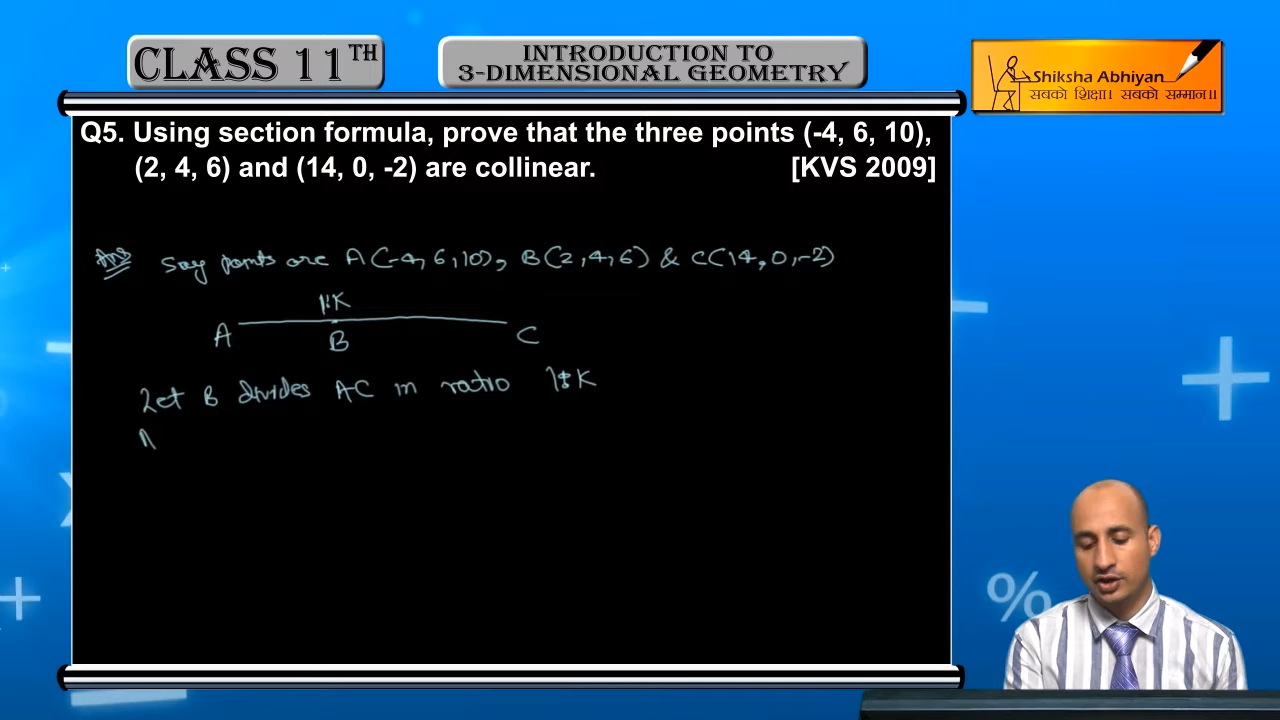 CLASS 11TH
INTRODUCTION TO
3-DIMENSIONAL GEOMETRY
Shiksha Abhiyan
सबको शिक्षा। सबको सम्मान॥
Q5. Using section formula, prove that the three points (-4, 6, 10),
(2, 4, 6) and (14, 0, -2) are collinear. [KVS 2009]
Ans Say points are A(-4, 6, 10), B(2, 4, 6) & C(14, 0, -2)
1:K
A B C
Let B divides AC in ratio 1:K
%